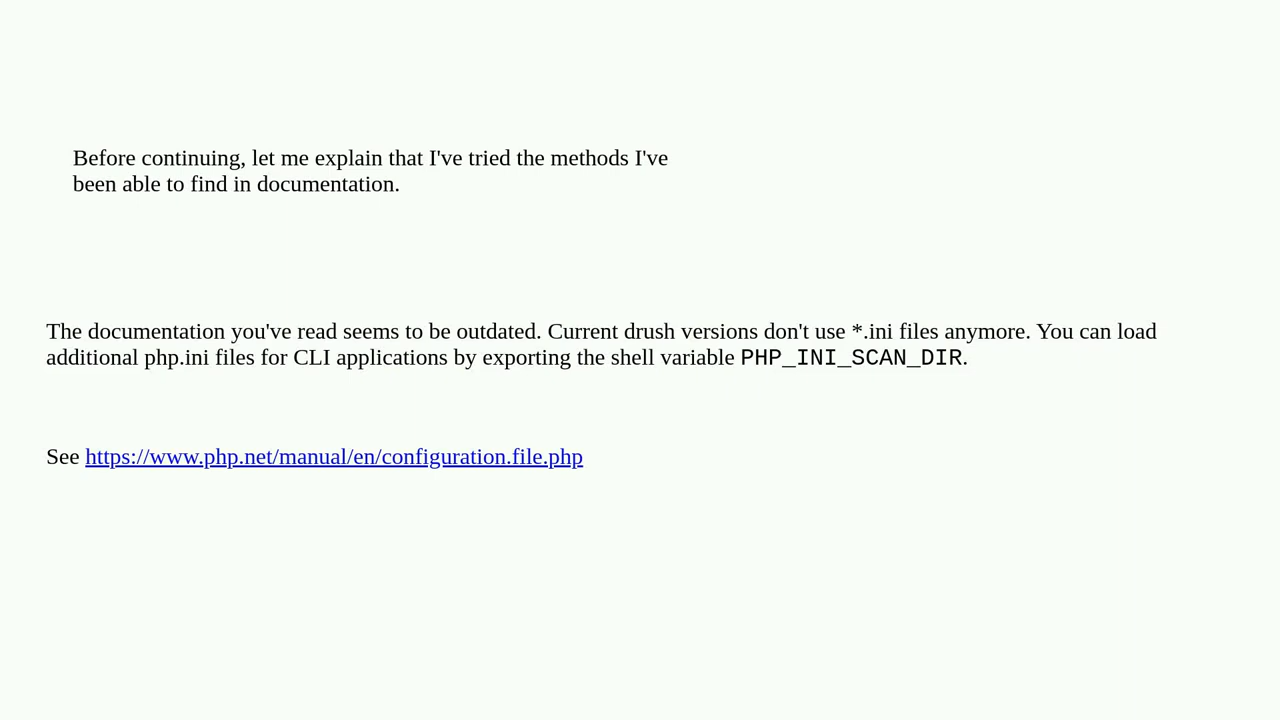 Before continuing, let me explain that I've tried the methods I've
been able to find in documentation.
The documentation you've read seems to be outdated. Current drush versions don't use *.ini files anymore. You can load
additional php.ini files for CLI applications by exporting the shell variable PHP_INI_SCAN_DIR.
See https://www.php.net/manual/en/configuration.file.php